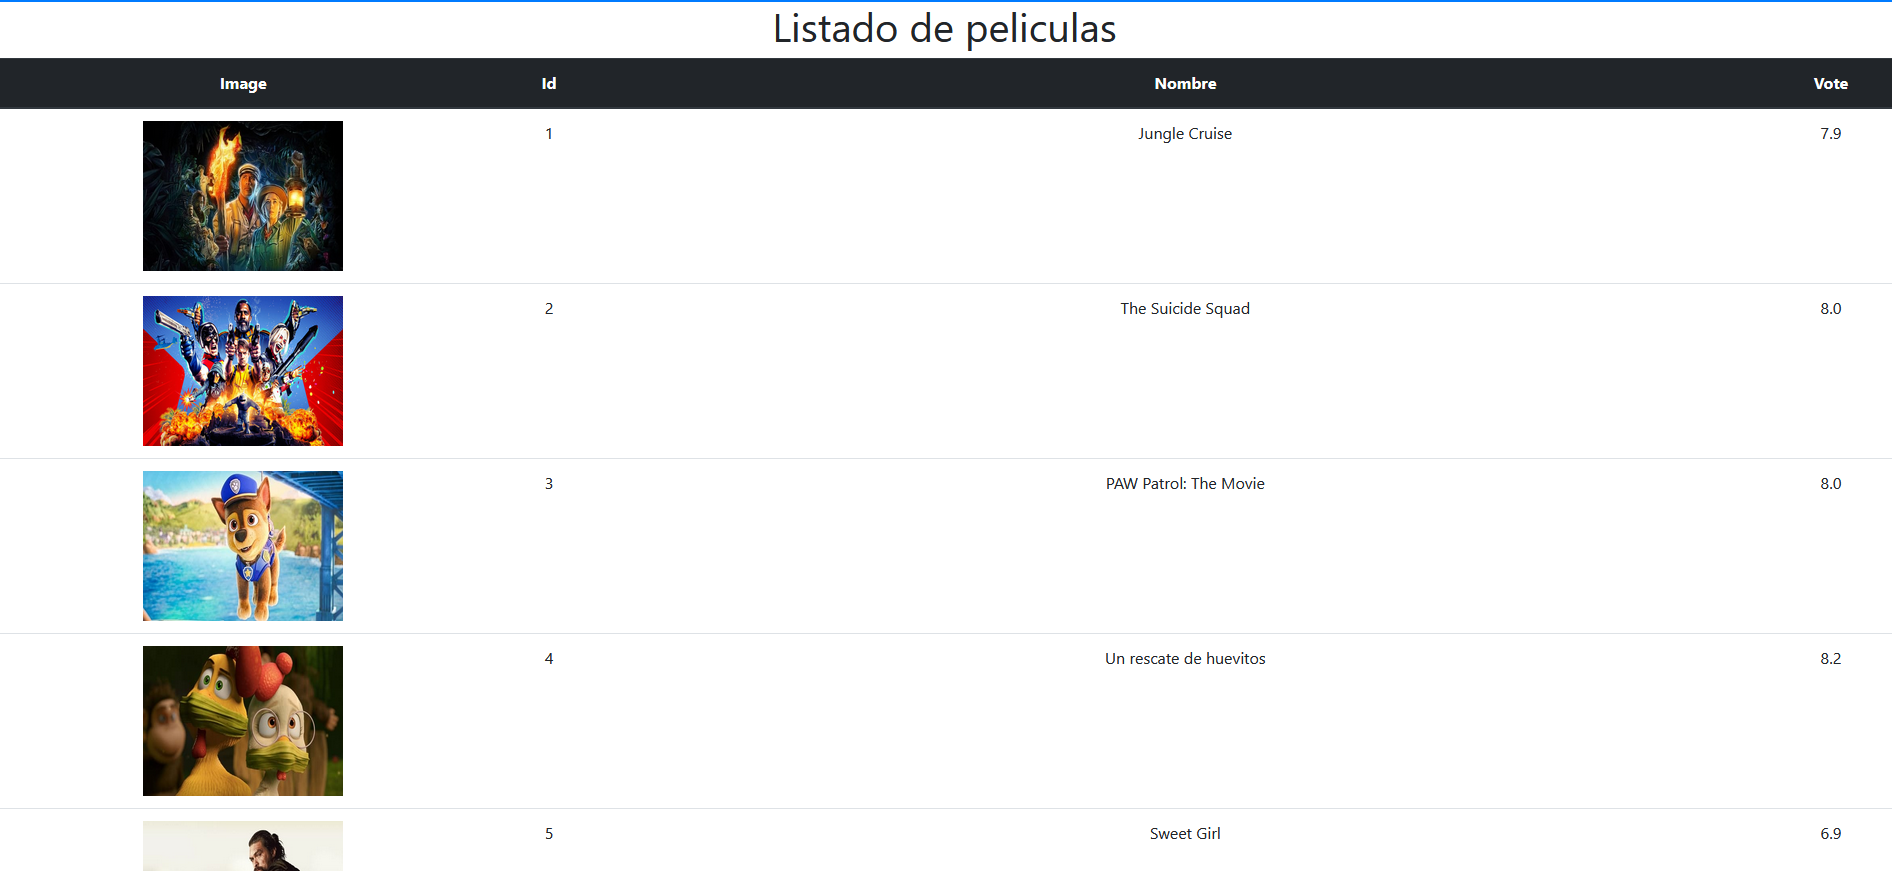 Listado de peliculas
Image Id Nombre Vote
1 Jungle Cruise 7.9
2 The Suicide Squad 8.0
3 PAW Patrol: The Movie 8.0
4 Un rescate de huevitos 8.2
5 Sweet Girl 6.9